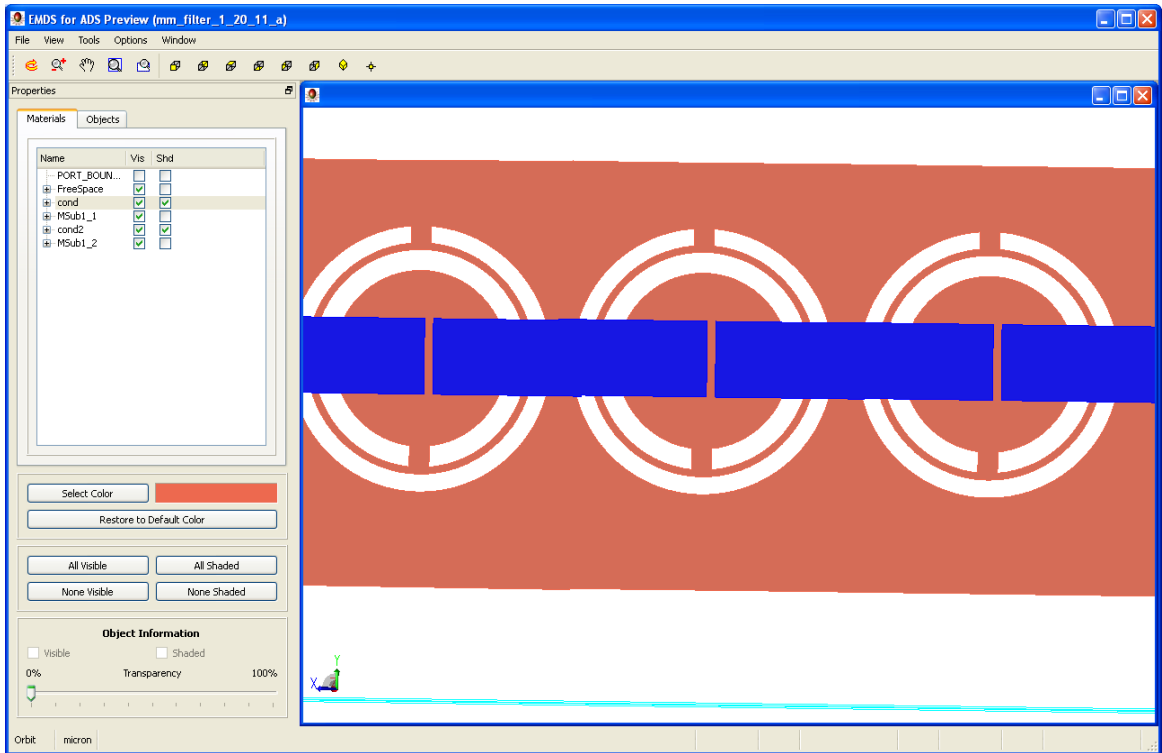 EMDS for ADS Preview (mm_filter_1_20_11_a)
File View Tools Options Window
Properties
Materials Objects
Name Vis Shd
PORT_BOUN...
FreeSpace
cond
MSub1_1
cond2
MSub1_2
Select Color
Restore to Default Color
All Visible All Shaded
None Visible None Shaded
Object Information
Visible Shaded
0% Transparency 100%
Y
X
Orbit micron